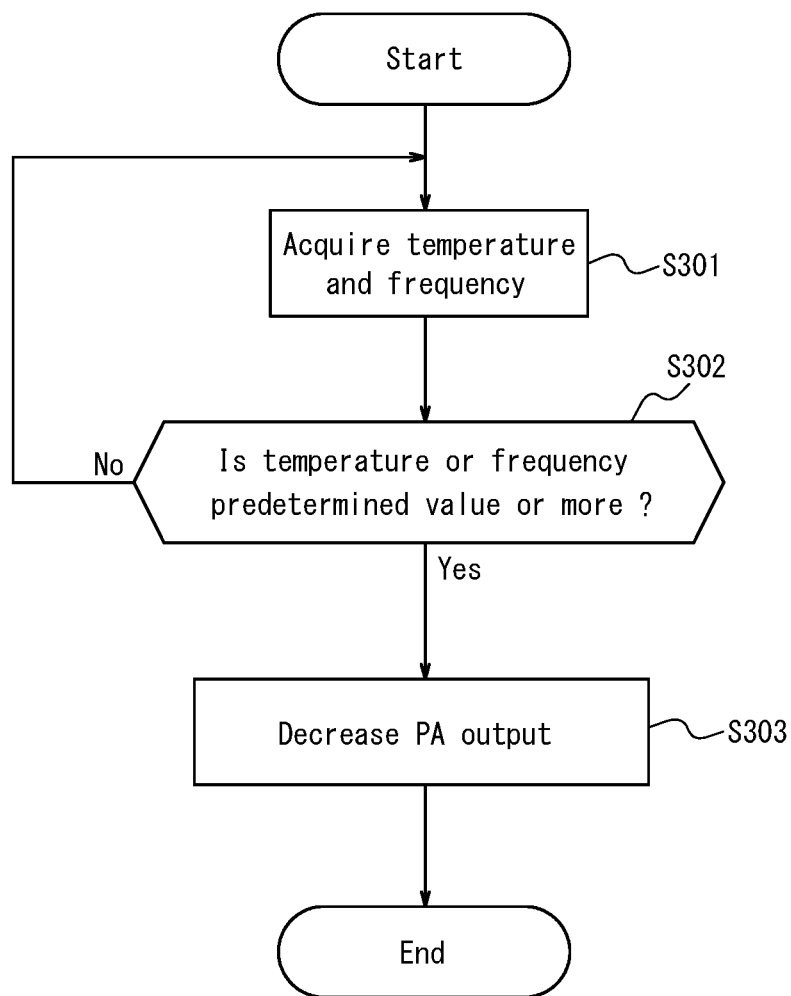 Start
Acquire temperature
and frequency
S301
S302
No
Is temperature or frequency
predetermined value or more ?
Yes
Decrease PA output
S303
End